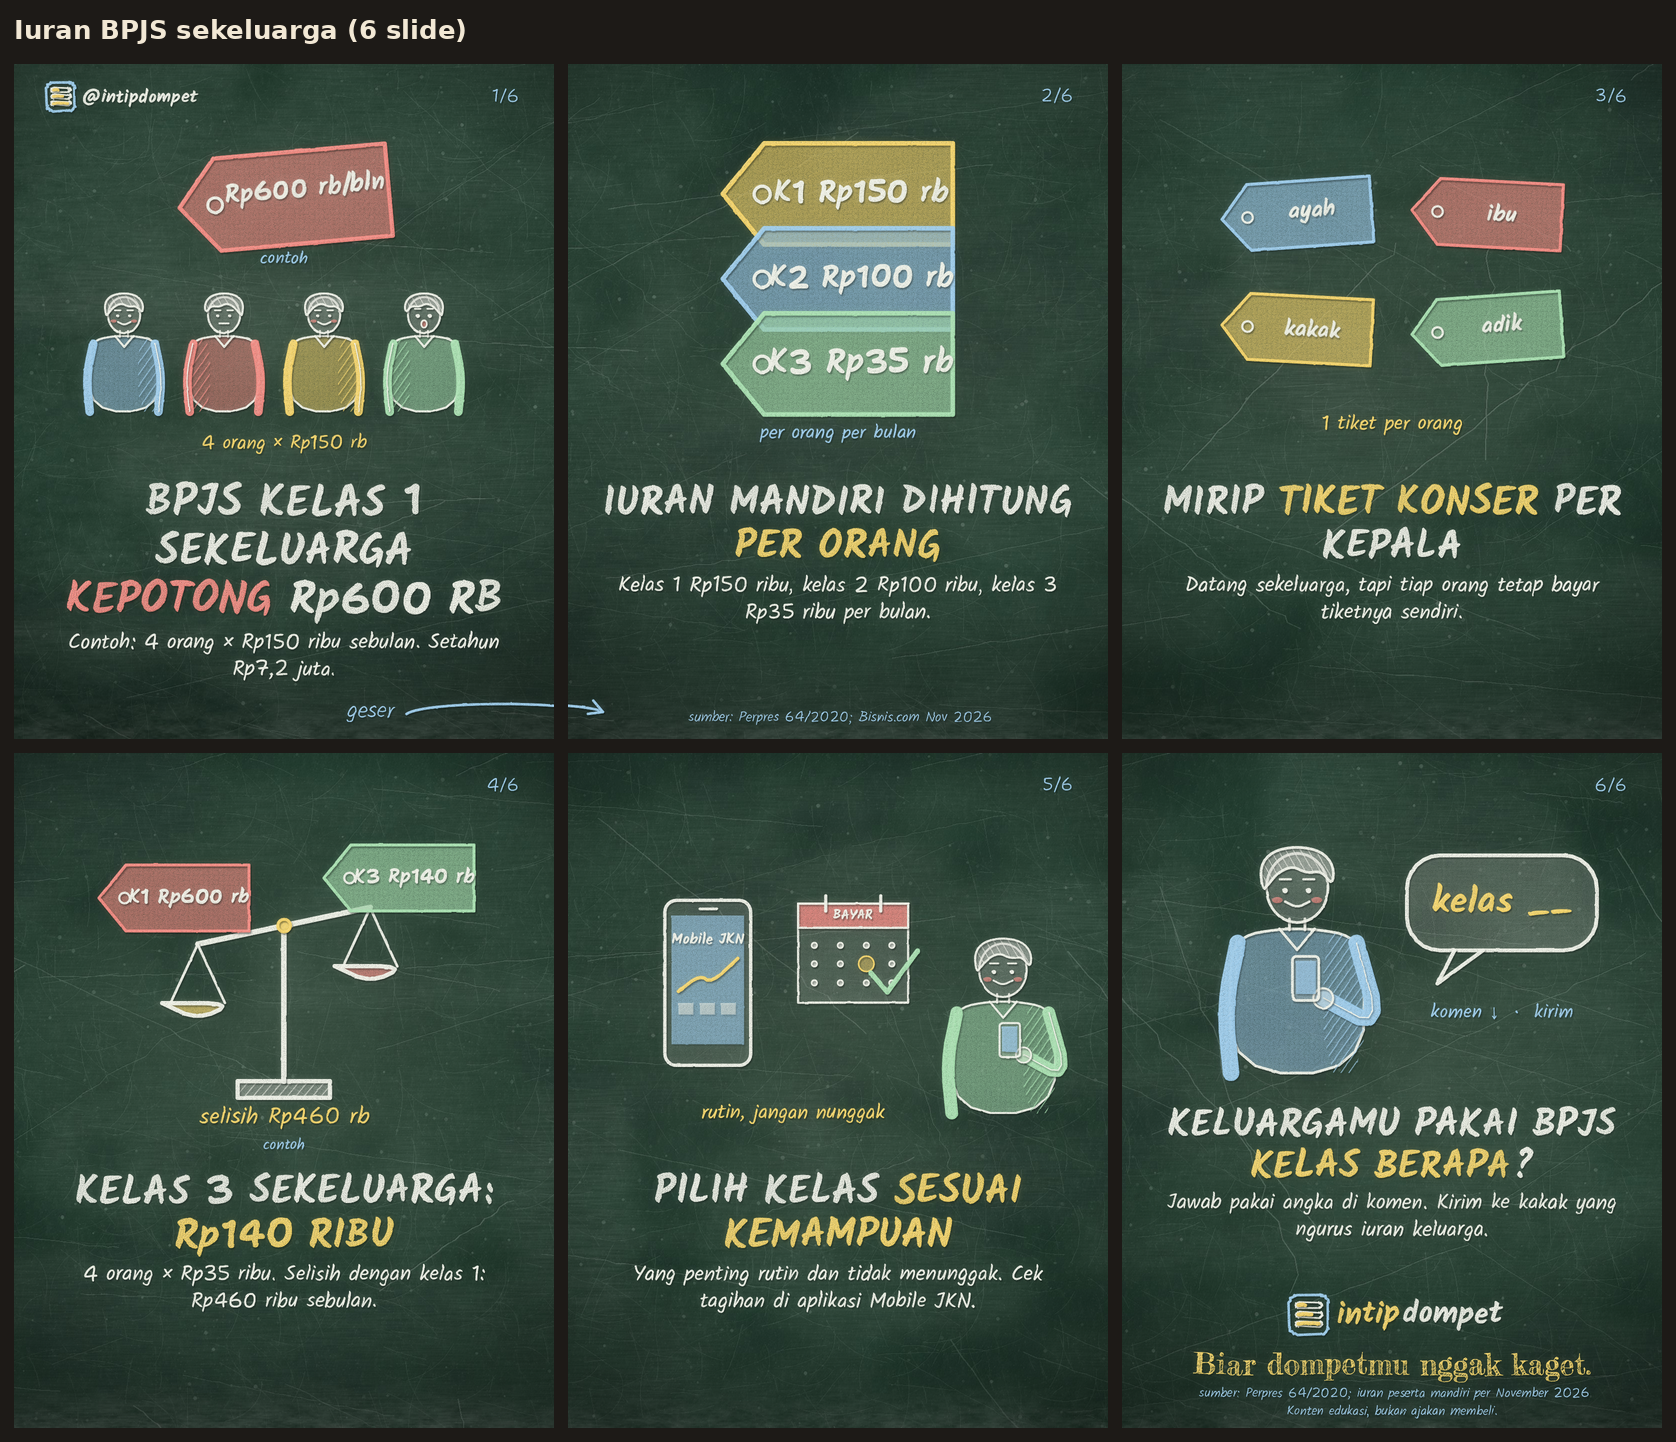 Iuran BPJS sekeluarga (6 slide)
@intipdompet
1/6
Rp600 rb/bln
contoh
4 orang × Rp150 rb
BPJS KELAS 1
SEKELUARGA
KEPOTONG Rp600 RB
Contoh: 4 orang × Rp150 ribu sebulan. Setahun
Rp7,2 juta.
geser
2/6
K1 Rp150 rb
K2 Rp100 rb
K3 Rp35 rb
per orang per bulan
IURAN MANDIRI DIHITUNG
PER ORANG
Kelas 1 Rp150 ribu, kelas 2 Rp100 ribu, kelas 3
Rp35 ribu per bulan.
sumber: Perpres 64/2020; Bisnis.com Nov 2026
3/6
ayah
ibu
kakak
adik
1 tiket per orang
MIRIP TIKET KONSER PER
KEPALA
Datang sekeluarga, tapi tiap orang tetap bayar
tiketnya sendiri.
4/6
K1 Rp600 rb
K3 Rp140 rb
selisih Rp460 rb
contoh
KELAS 3 SEKELUARGA:
Rp140 RIBU
4 orang × Rp35 ribu. Selisih dengan kelas 1:
Rp460 ribu sebulan.
5/6
Mobile JKN
BAYAR
rutin, jangan nunggak
PILIH KELAS SESUAI
KEMAMPUAN
Yang penting rutin dan tidak menunggak. Cek
tagihan di aplikasi Mobile JKN.
6/6
kelas __
komen ↓ · kirim
KELUARGAMU PAKAI BPJS
KELAS BERAPA?
Jawab pakai angka di komen. Kirim ke kakak yang
ngurus iuran keluarga.
intipdompet
Biar dompetmu nggak kaget.
sumber: Perpres 64/2020; iuran peserta mandiri per November 2026
Konten edukasi, bukan ajakan membeli.